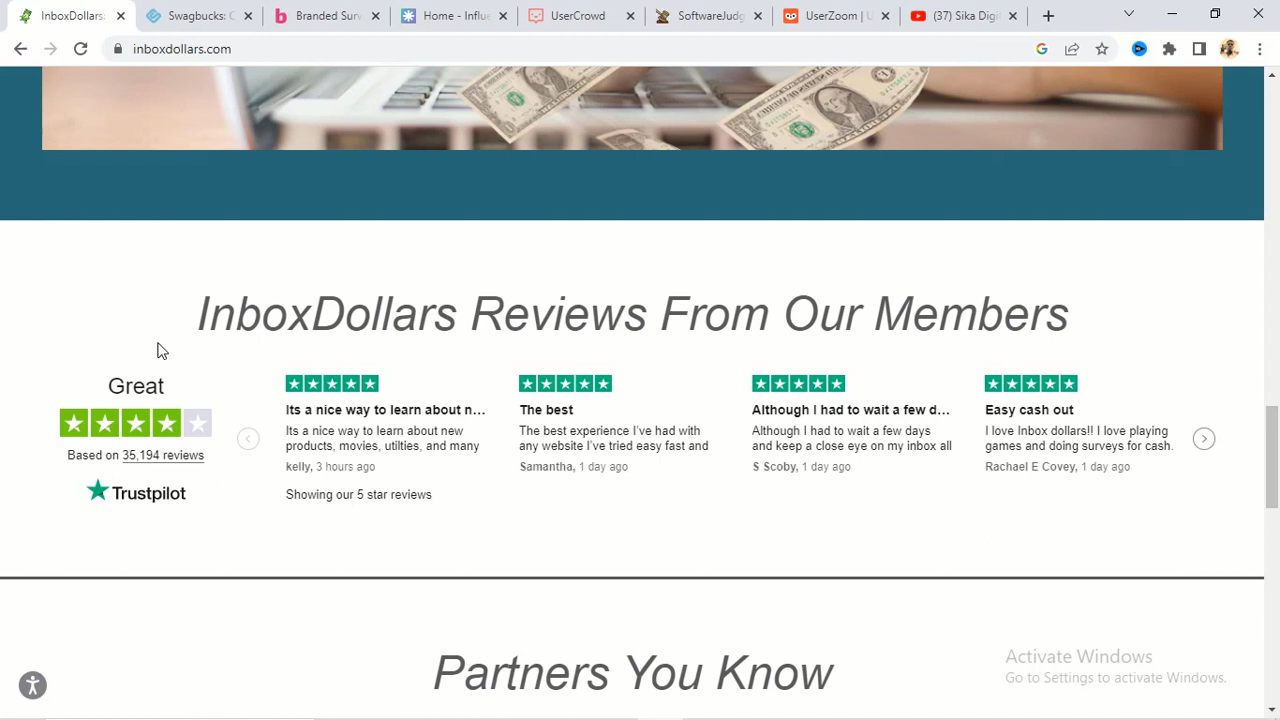 InboxDollars:
Swagbucks: C
Branded Surv
Home - Influe
UserCrowd
SoftwareJudg
UserZoom | U
(37) Sika Digi
inboxdollars.com
InboxDollars Reviews From Our Members
Great
Based on 35,194 reviews
Trustpilot
Its a nice way to learn about n...
Its a nice way to learn about new
products, movies, utilties, and many
kelly, 3 hours ago
Showing our 5 star reviews
The best
The best experience I've had with
any website I've tried easy fast and
Samantha, 1 day ago
Although I had to wait a few d...
Although I had to wait a few days
and keep a close eye on my inbox all
S Scoby, 1 day ago
Easy cash out
I love Inbox dollars!! I love playing
games and doing surveys for cash.
Rachael E Covey, 1 day ago
Partners You Know
Activate Windows
Go to Settings to activate Windows.